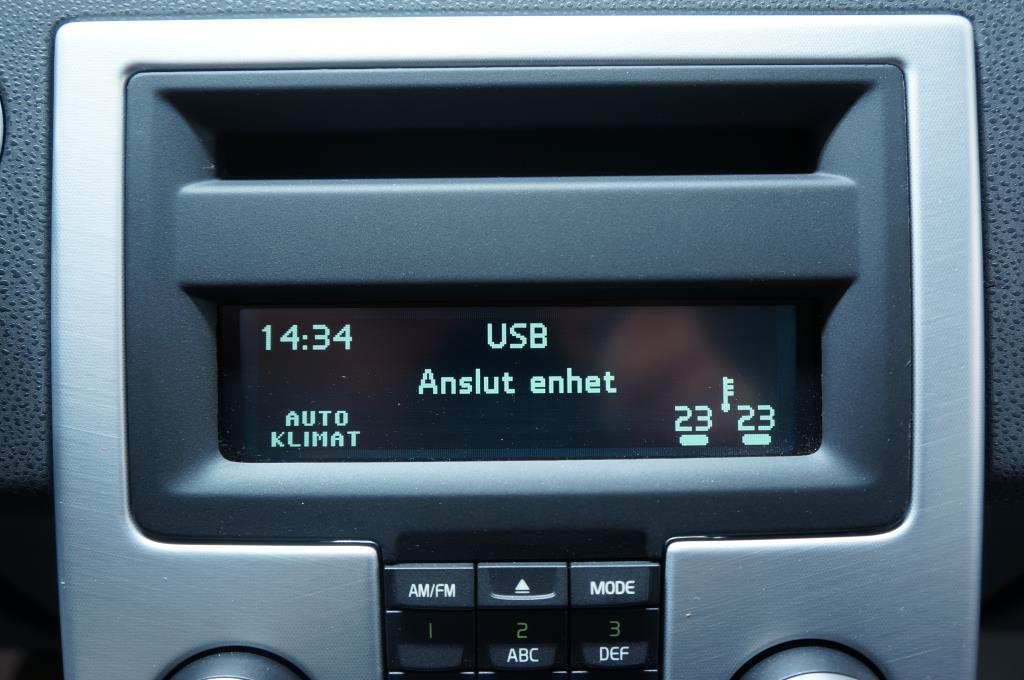 14:34 USB
Anslut enhet
AUTO
KLIMAT
23 23
AM/FM MODE
1 2 3
ABC DEF